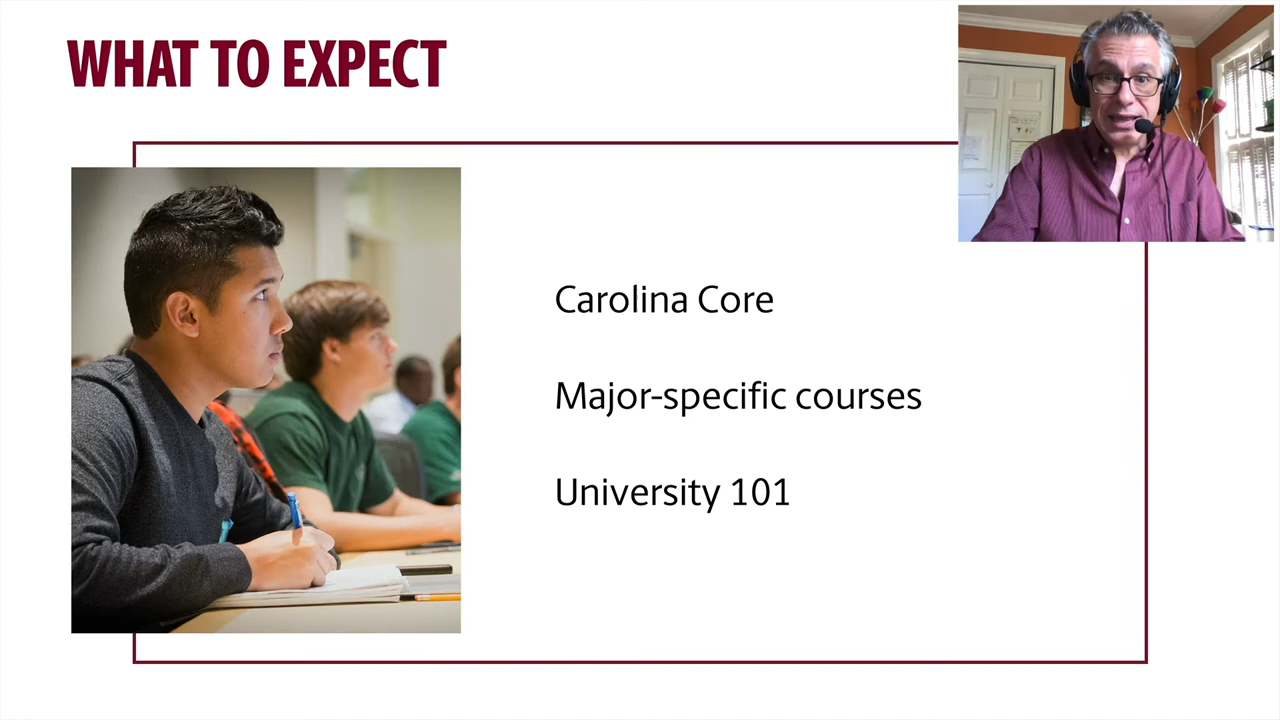 WHAT TO EXPECT
Carolina Core
Major-specific courses
University 101